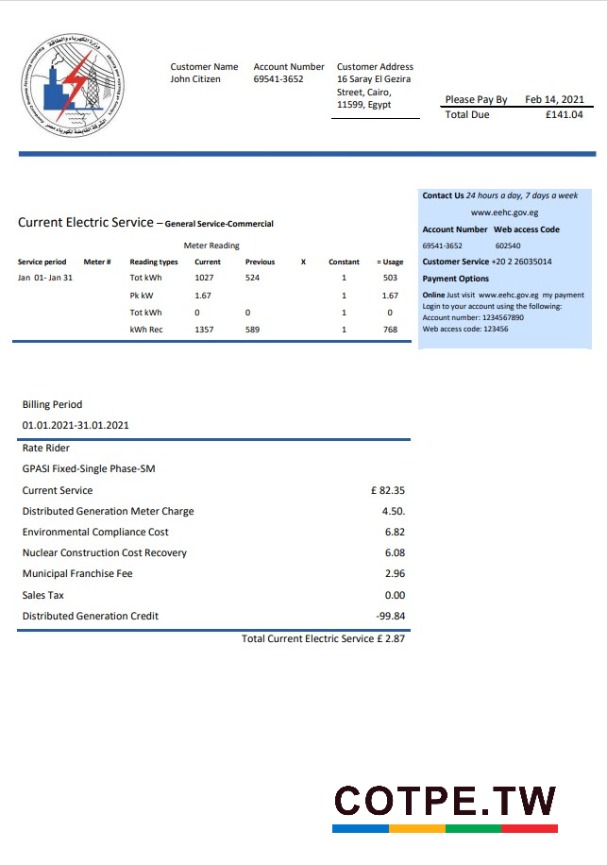 وزارة الكهرباء والطاقة
الشركة القابضة لكهرباء مصر
Customer Name Account Number Customer Address
John Citizen 69541-3652 16 Saray El Gezira
Street, Cairo,
11599, Egypt
Please Pay By Feb 14, 2021
Total Due £141.04
Contact Us 24 hours a day, 7 days a week
www.eehc.gov.eg
Account Number Web access Code
69541-3652 602540
Customer Service +20 2 26035014
Payment Options
Online Just visit www.eehc.gov.eg my payment
Login to your account using the following:
Account number: 1234567890
Web access code: 123456
Current Electric Service – General Service-Commercial
Meter Reading
Service period Meter # Reading types Current Previous X Constant = Usage
Jan 01- Jan 31 Tot kWh 1027 524 1 503
Pk kW 1.67 1 1.67
Tot kWh 0 0 1 0
kWh Rec 1357 589 1 768
Billing Period
01.01.2021-31.01.2021
Rate Rider
GPASI Fixed-Single Phase-SM
Current Service £ 82.35
Distributed Generation Meter Charge 4.50.
Environmental Compliance Cost 6.82
Nuclear Construction Cost Recovery 6.08
Municipal Franchise Fee 2.96
Sales Tax 0.00
Distributed Generation Credit -99.84
Total Current Electric Service £ 2.87
COTPE.TW